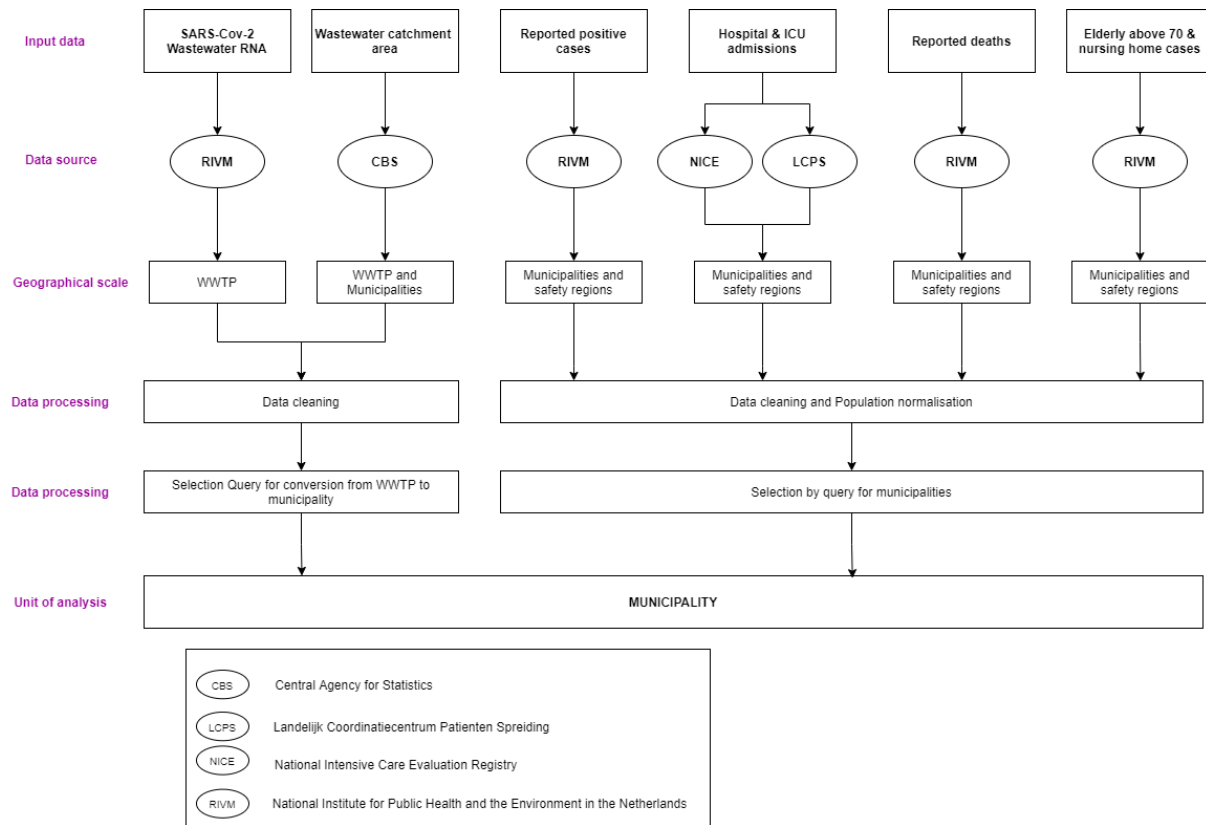 Input data
SARS-Cov-2
Wastewater RNA
Wastewater catchment
area
Reported positive
cases
Hospital & ICU
admissions
Reported deaths
Elderly above 70 &
nursing home cases
Data source
RIVM
CBS
RIVM
NICE
LCPS
RIVM
RIVM
Geographical scale
WWTP
WWTP and
Municipalities
Municipalities and
safety regions
Municipalities and
safety regions
Municipalities and
safety regions
Municipalities and
safety regions
Data processing
Data cleaning
Data cleaning and Population normalisation
Data processing
Selection Query for conversion from WWTP to
municipality
Selection by query for municipalities
Unit of analysis
MUNICIPALITY
CBS Central Agency for Statistics
LCPS Landelijk Coordinatiecentrum Patienten Spreiding
NICE National Intensive Care Evaluation Registry
RIVM National Institute for Public Health and the Environment in the Netherlands